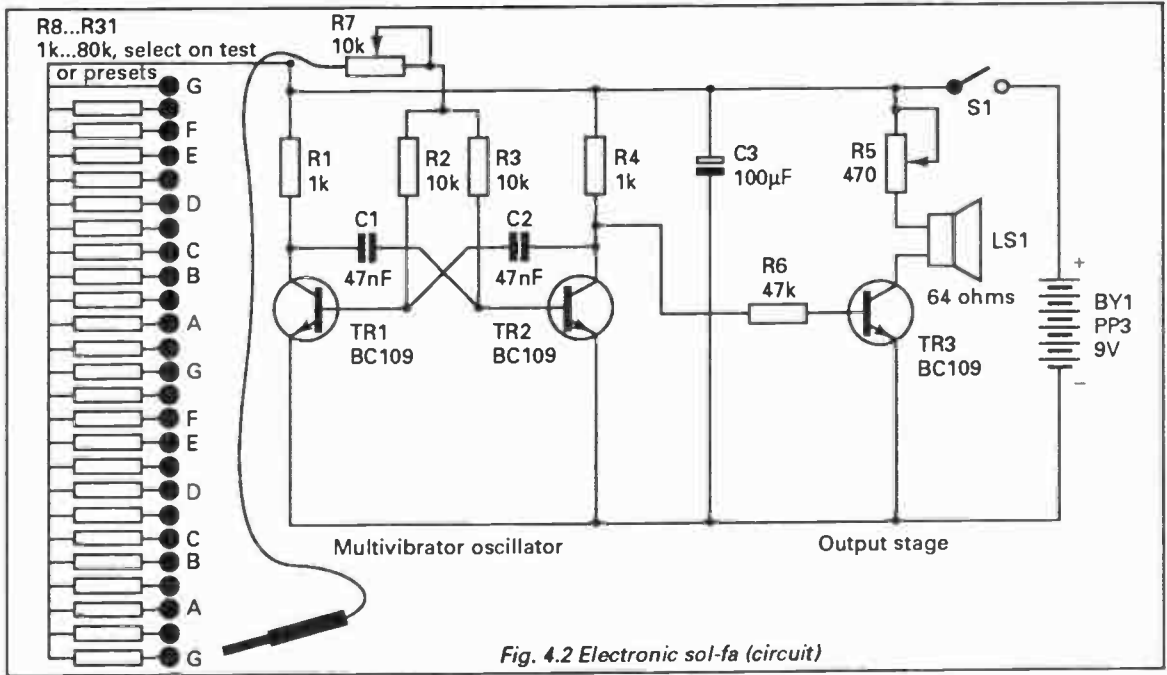 R8...R31
1k...80k, select on test
or presets
G
F
E
D
C
B
A
G
F
E
D
C
B
A
G
R7
10k
R1
1k
R2
10k
R3
10k
R4
1k
C1
47nF
C2
47nF
TR1
BC109
TR2
BC109
C3
100µF
R5
470
S1
LS1
64 ohms
R6
47k
TR3
BC109
+
BY1
PP3
9V
−
Multivibrator oscillator
Output stage
Fig. 4.2 Electronic sol-fa (circuit)